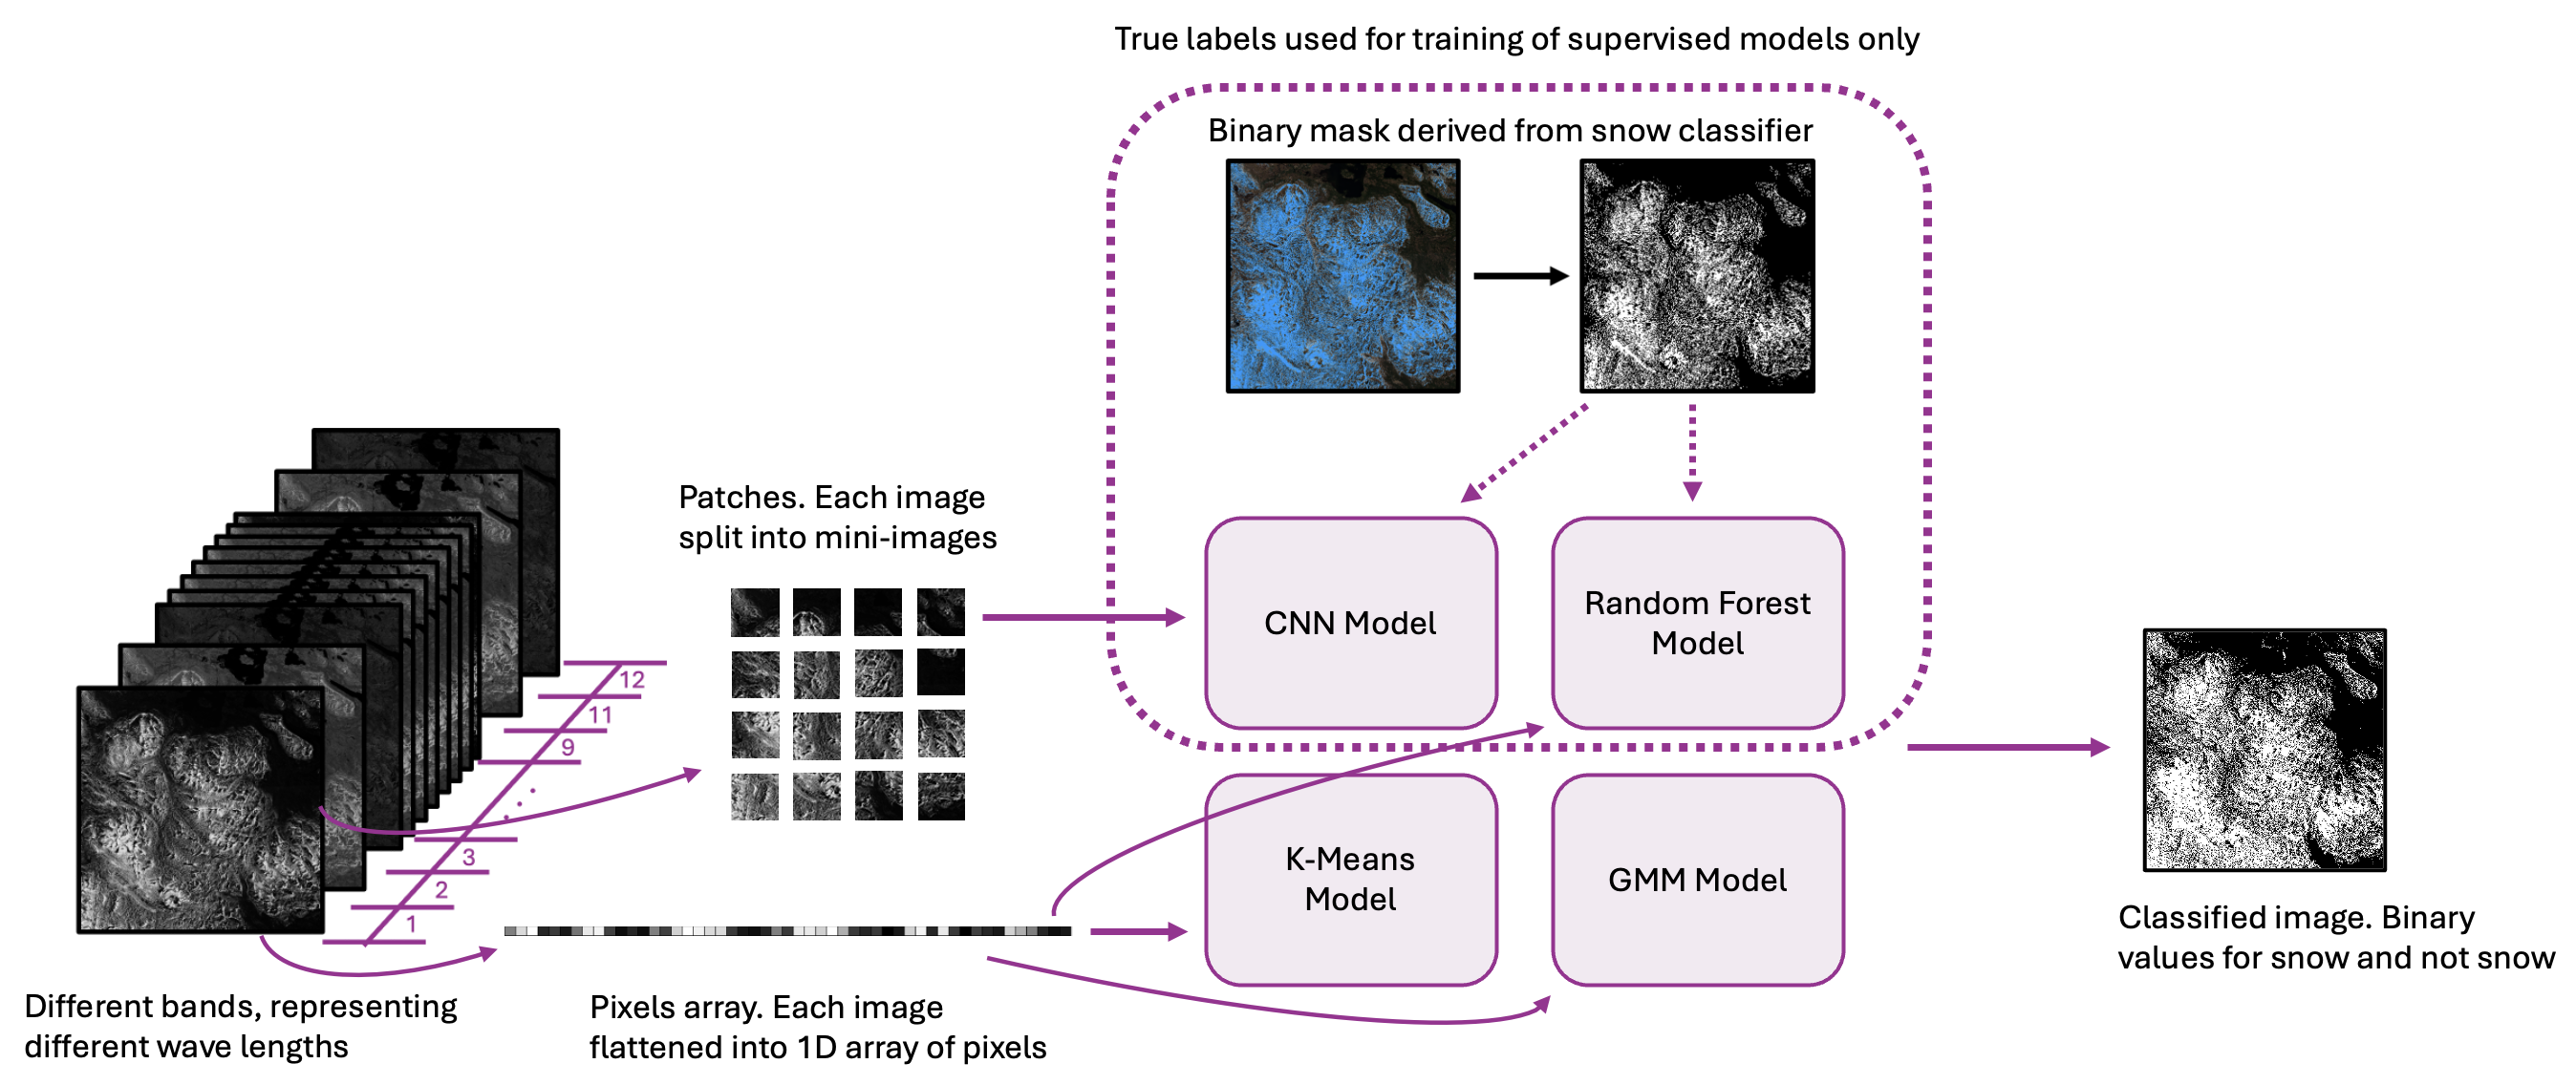 True labels used for training of supervised models only
Binary mask derived from snow classifier
Patches. Each image
split into mini-images
CNN Model
Random Forest
Model
12
11
9
3
2
1
K-Means
Model
GMM Model
Different bands, representing
different wave lengths
Pixels array. Each image
flattened into 1D array of pixels
Classified image. Binary
values for snow and not snow